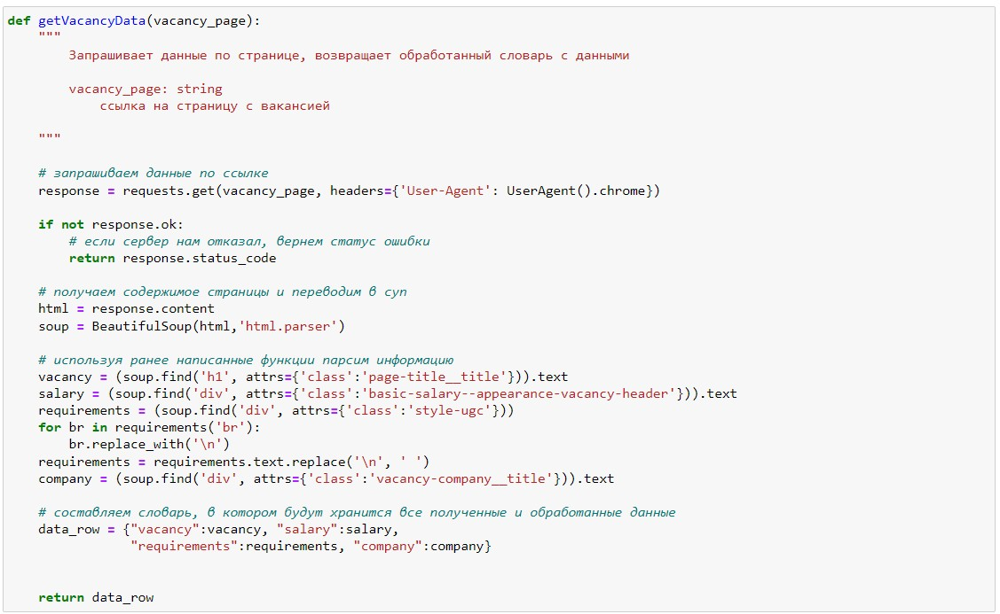 def getVacancyData(vacancy_page):
    """
        Запрашивает данные по странице, возвращает обработанный словарь с данными
        vacancy_page: string
            ссылка на страницу с вакансией
    """
    # запрашиваем данные по ссылке
    response = requests.get(vacancy_page, headers={'User-Agent': UserAgent().chrome})
    if not response.ok:
        # если сервер нам отказал, вернем статус ошибки
        return response.status_code
    # получаем содержимое страницы и переводим в суп
    html = response.content
    soup = BeautifulSoup(html,'html.parser')
    # используя ранее написанные функции парсим информацию
    vacancy = (soup.find('h1', attrs={'class':'page-title__title'})).text
    salary = (soup.find('div', attrs={'class':'basic-salary--appearance-vacancy-header'})).text
    requirements = (soup.find('div', attrs={'class':'style-ugc'}))
    for br in requirements('br'):
        br.replace_with('\n')
    requirements = requirements.text.replace('\n', ' ')
    company = (soup.find('div', attrs={'class':'vacancy-company__title'})).text
    # составляем словарь, в котором будут хранится все полученные и обработанные данные
    data_row = {"vacancy":vacancy, "salary":salary,
                "requirements":requirements, "company":company}
    return data_row